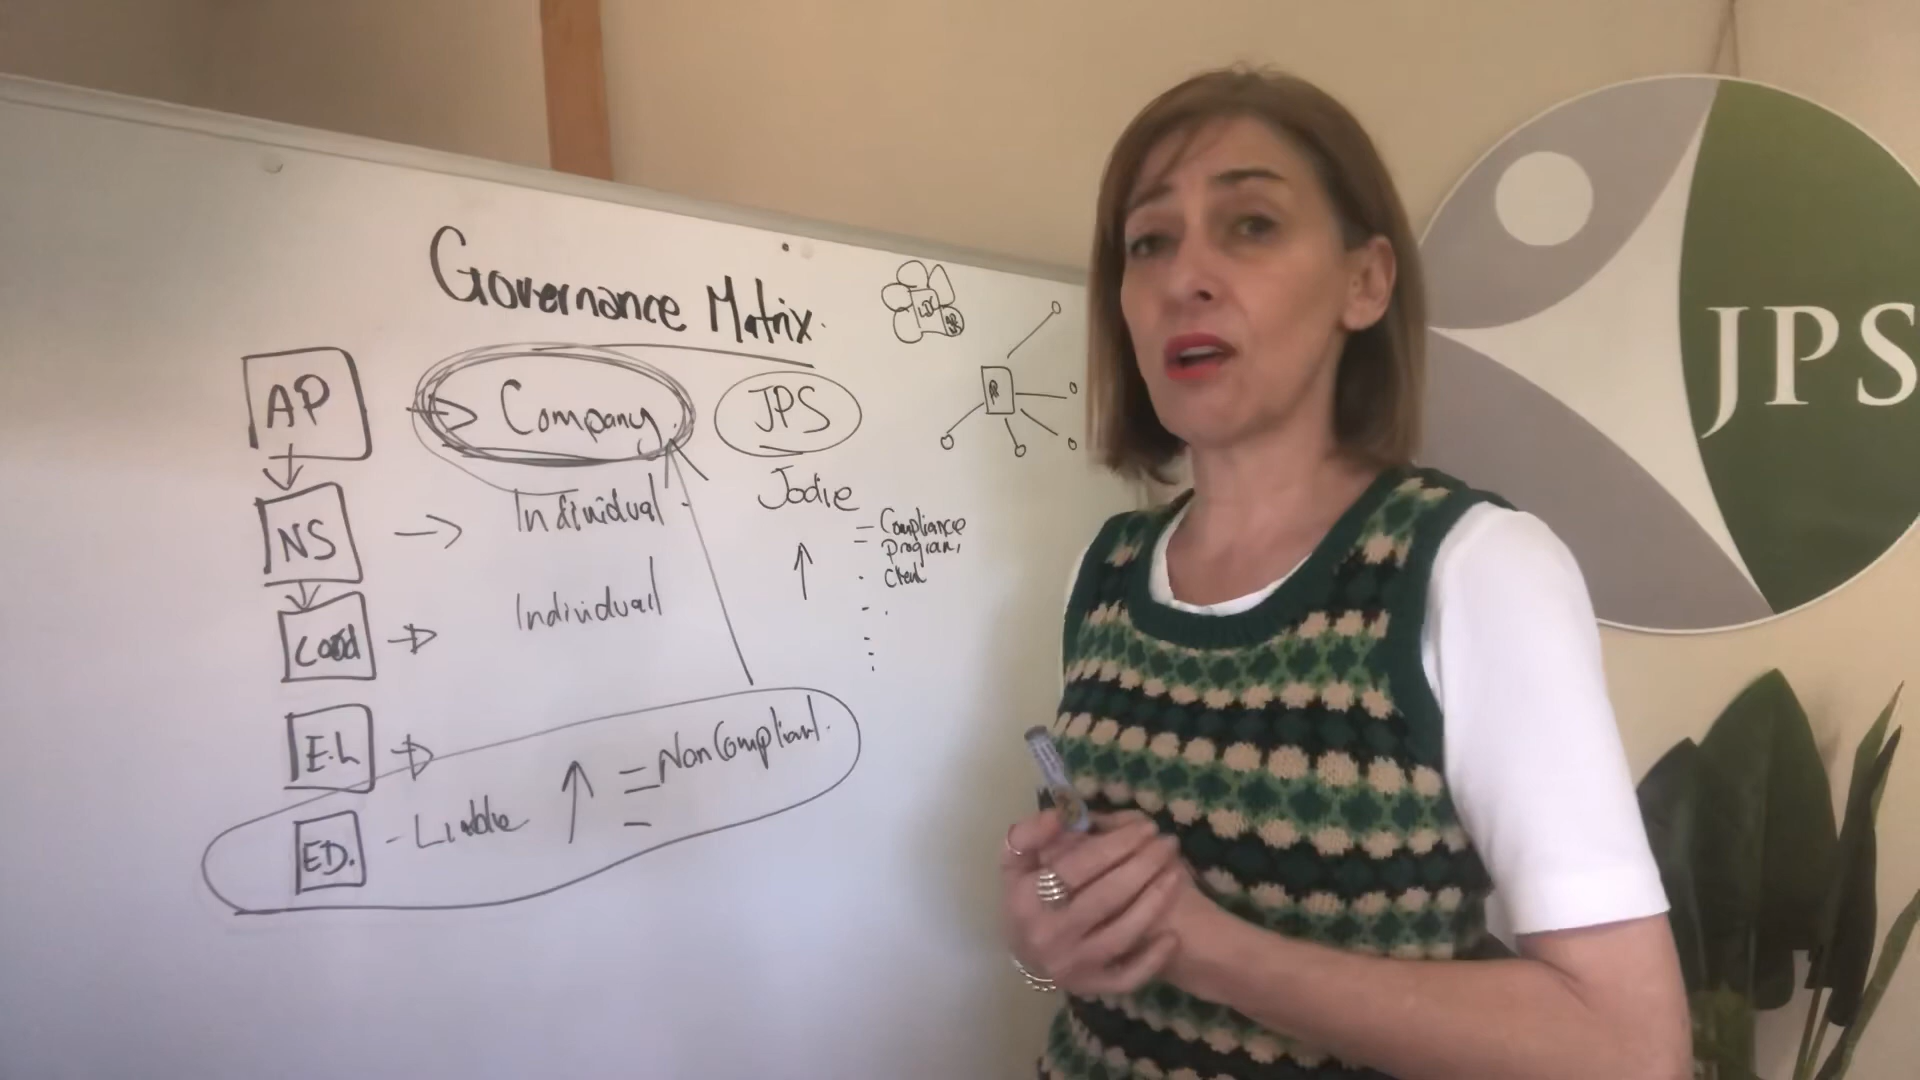 Governance Matrix.
AP
Company
JPS
NS
Individual
Jodie
Compliance
program,
Coord
Individual
E.L
= Non Compliant.
ED.
- Liable
JPS